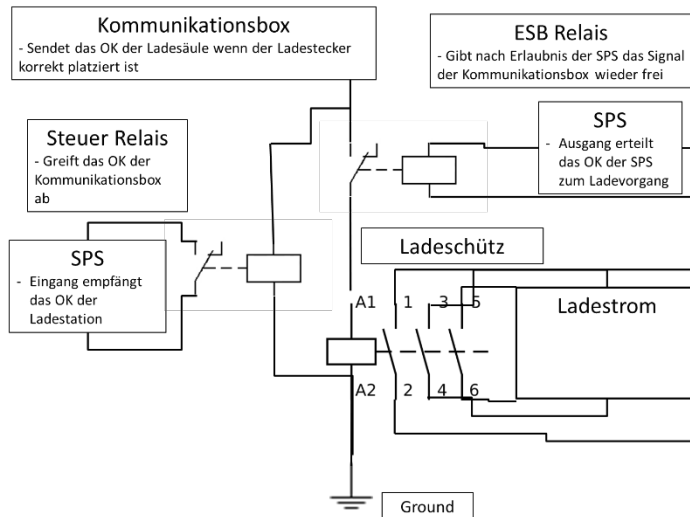 Kommunikationsbox
- Sendet das OK der Ladesäule wenn der Ladestecker
korrekt platziert ist
ESB Relais
- Gibt nach Erlaubnis der SPS das Signal
der Kommunikationsbox wieder frei
Steuer Relais
- Greift das OK der
Kommunikationsbox
ab
SPS
- Ausgang erteilt
das OK der SPS
zum Ladevorgang
SPS
- Eingang empfängt
das OK der
Ladestation
Ladeschütz
A1 1 3 5
Ladestrom
A2 2 4 6
Ground